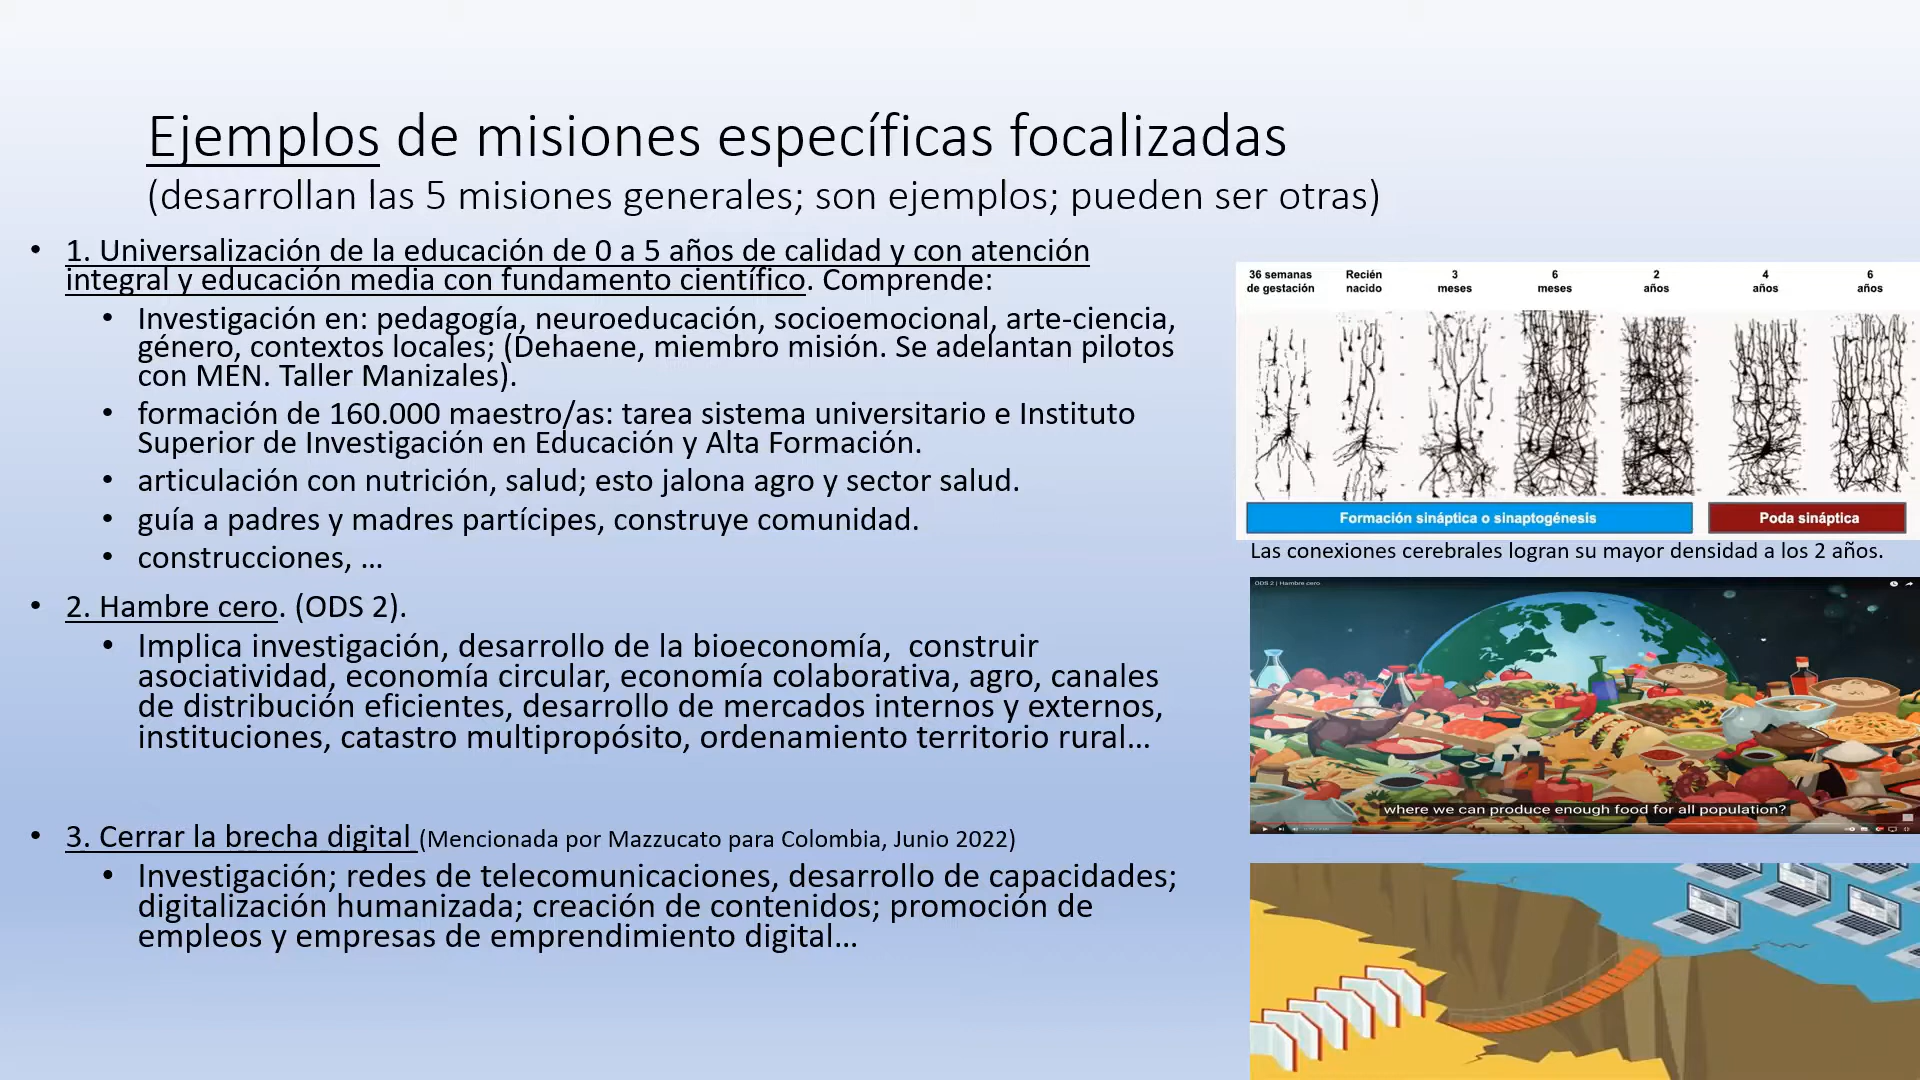 Ejemplos de misiones específicas focalizadas
(desarrollan las 5 misiones generales; son ejemplos; pueden ser otras)
• 1. Universalización de la educación de 0 a 5 años de calidad y con atención
integral y educación media con fundamento científico. Comprende:
• Investigación en: pedagogía, neuroeducación, socioemocional, arte-ciencia,
género, contextos locales; (Dehaene, miembro misión. Se adelantan pilotos
con MEN. Taller Manizales).
• formación de 160.000 maestro/as: tarea sistema universitario e Instituto
Superior de Investigación en Educación y Alta Formación.
• articulación con nutrición, salud; esto jalona agro y sector salud.
• guía a padres y madres partícipes, construye comunidad.
• construcciones, ...
• 2. Hambre cero. (ODS 2).
• Implica investigación, desarrollo de la bioeconomía,  construir
asociatividad, economía circular, economía colaborativa, agro, canales
de distribución eficientes, desarrollo de mercados internos y externos,
instituciones, catastro multipropósito, ordenamiento territorio rural...
• 3. Cerrar la brecha digital (Mencionada por Mazzucato para Colombia, Junio 2022)
• Investigación; redes de telecomunicaciones, desarrollo de capacidades;
digitalización humanizada; creación de contenidos; promoción de
empleos y empresas de emprendimiento digital...
36 semanas de gestación
Recién nacido
3 meses
6 meses
2 años
4 años
6 años
Formación sináptica o sinaptogénesis
Poda sináptica
Las conexiones cerebrales logran su mayor densidad a los 2 años.
ODS 2 | Hambre cero
where we can produce enough food for all population?